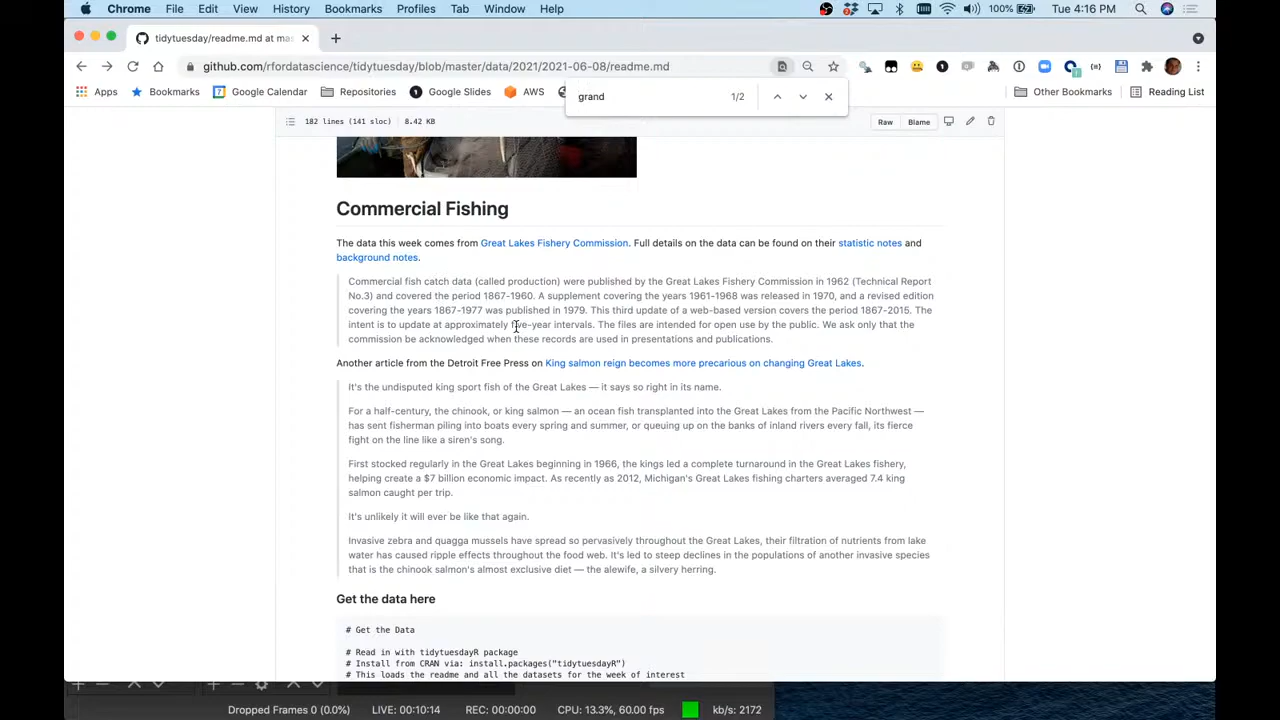 Chrome File Edit View History Bookmarks Profiles Tab Window Help 100% Tue 4:16 PM
tidytuesday/readme.md at mas
github.com/rfordatascience/tidytuesday/blob/master/data/2021/2021-06-08/readme.md
Apps Bookmarks Google Calendar Repositories Google Slides AWS Other Bookmarks Reading List
grand 1/2
182 lines (141 sloc) 8.42 KB Raw Blame
Commercial Fishing
The data this week comes from Great Lakes Fishery Commission. Full details on the data can be found on their statistic notes and
background notes.
Commercial fish catch data (called production) were published by the Great Lakes Fishery Commission in 1962 (Technical Report
No.3) and covered the period 1867-1960. A supplement covering the years 1961-1968 was released in 1970, and a revised edition
covering the years 1867-1977 was published in 1979. This third update of a web-based version covers the period 1867-2015. The
intent is to update at approximately five-year intervals. The files are intended for open use by the public. We ask only that the
commission be acknowledged when these records are used in presentations and publications.
Another article from the Detroit Free Press on King salmon reign becomes more precarious on changing Great Lakes.
It's the undisputed king sport fish of the Great Lakes — it says so right in its name.
For a half-century, the chinook, or king salmon — an ocean fish transplanted into the Great Lakes from the Pacific Northwest —
has sent fisherman piling into boats every spring and summer, or queuing up on the banks of inland rivers every fall, its fierce
fight on the line like a siren's song.
First stocked regularly in the Great Lakes beginning in 1966, the kings led a complete turnaround in the Great Lakes fishery,
helping create a $7 billion economic impact. As recently as 2012, Michigan's Great Lakes fishing charters averaged 7.4 king
salmon caught per trip.
It's unlikely it will ever be like that again.
Invasive zebra and quagga mussels have spread so pervasively throughout the Great Lakes, their filtration of nutrients from lake
water has caused ripple effects throughout the food web. It's led to steep declines in the populations of another invasive species
that is the chinook salmon's almost exclusive diet — the alewife, a silvery herring.
Get the data here
# Get the Data
# Read in with tidytuesdayR package
# Install from CRAN via: install.packages("tidytuesdayR")
# This loads the readme and all the datasets for the week of interest
Dropped Frames 0 (0.0%) LIVE: 00:10:14 REC: 00:00:00 CPU: 13.3%, 60.00 fps kb/s: 2172